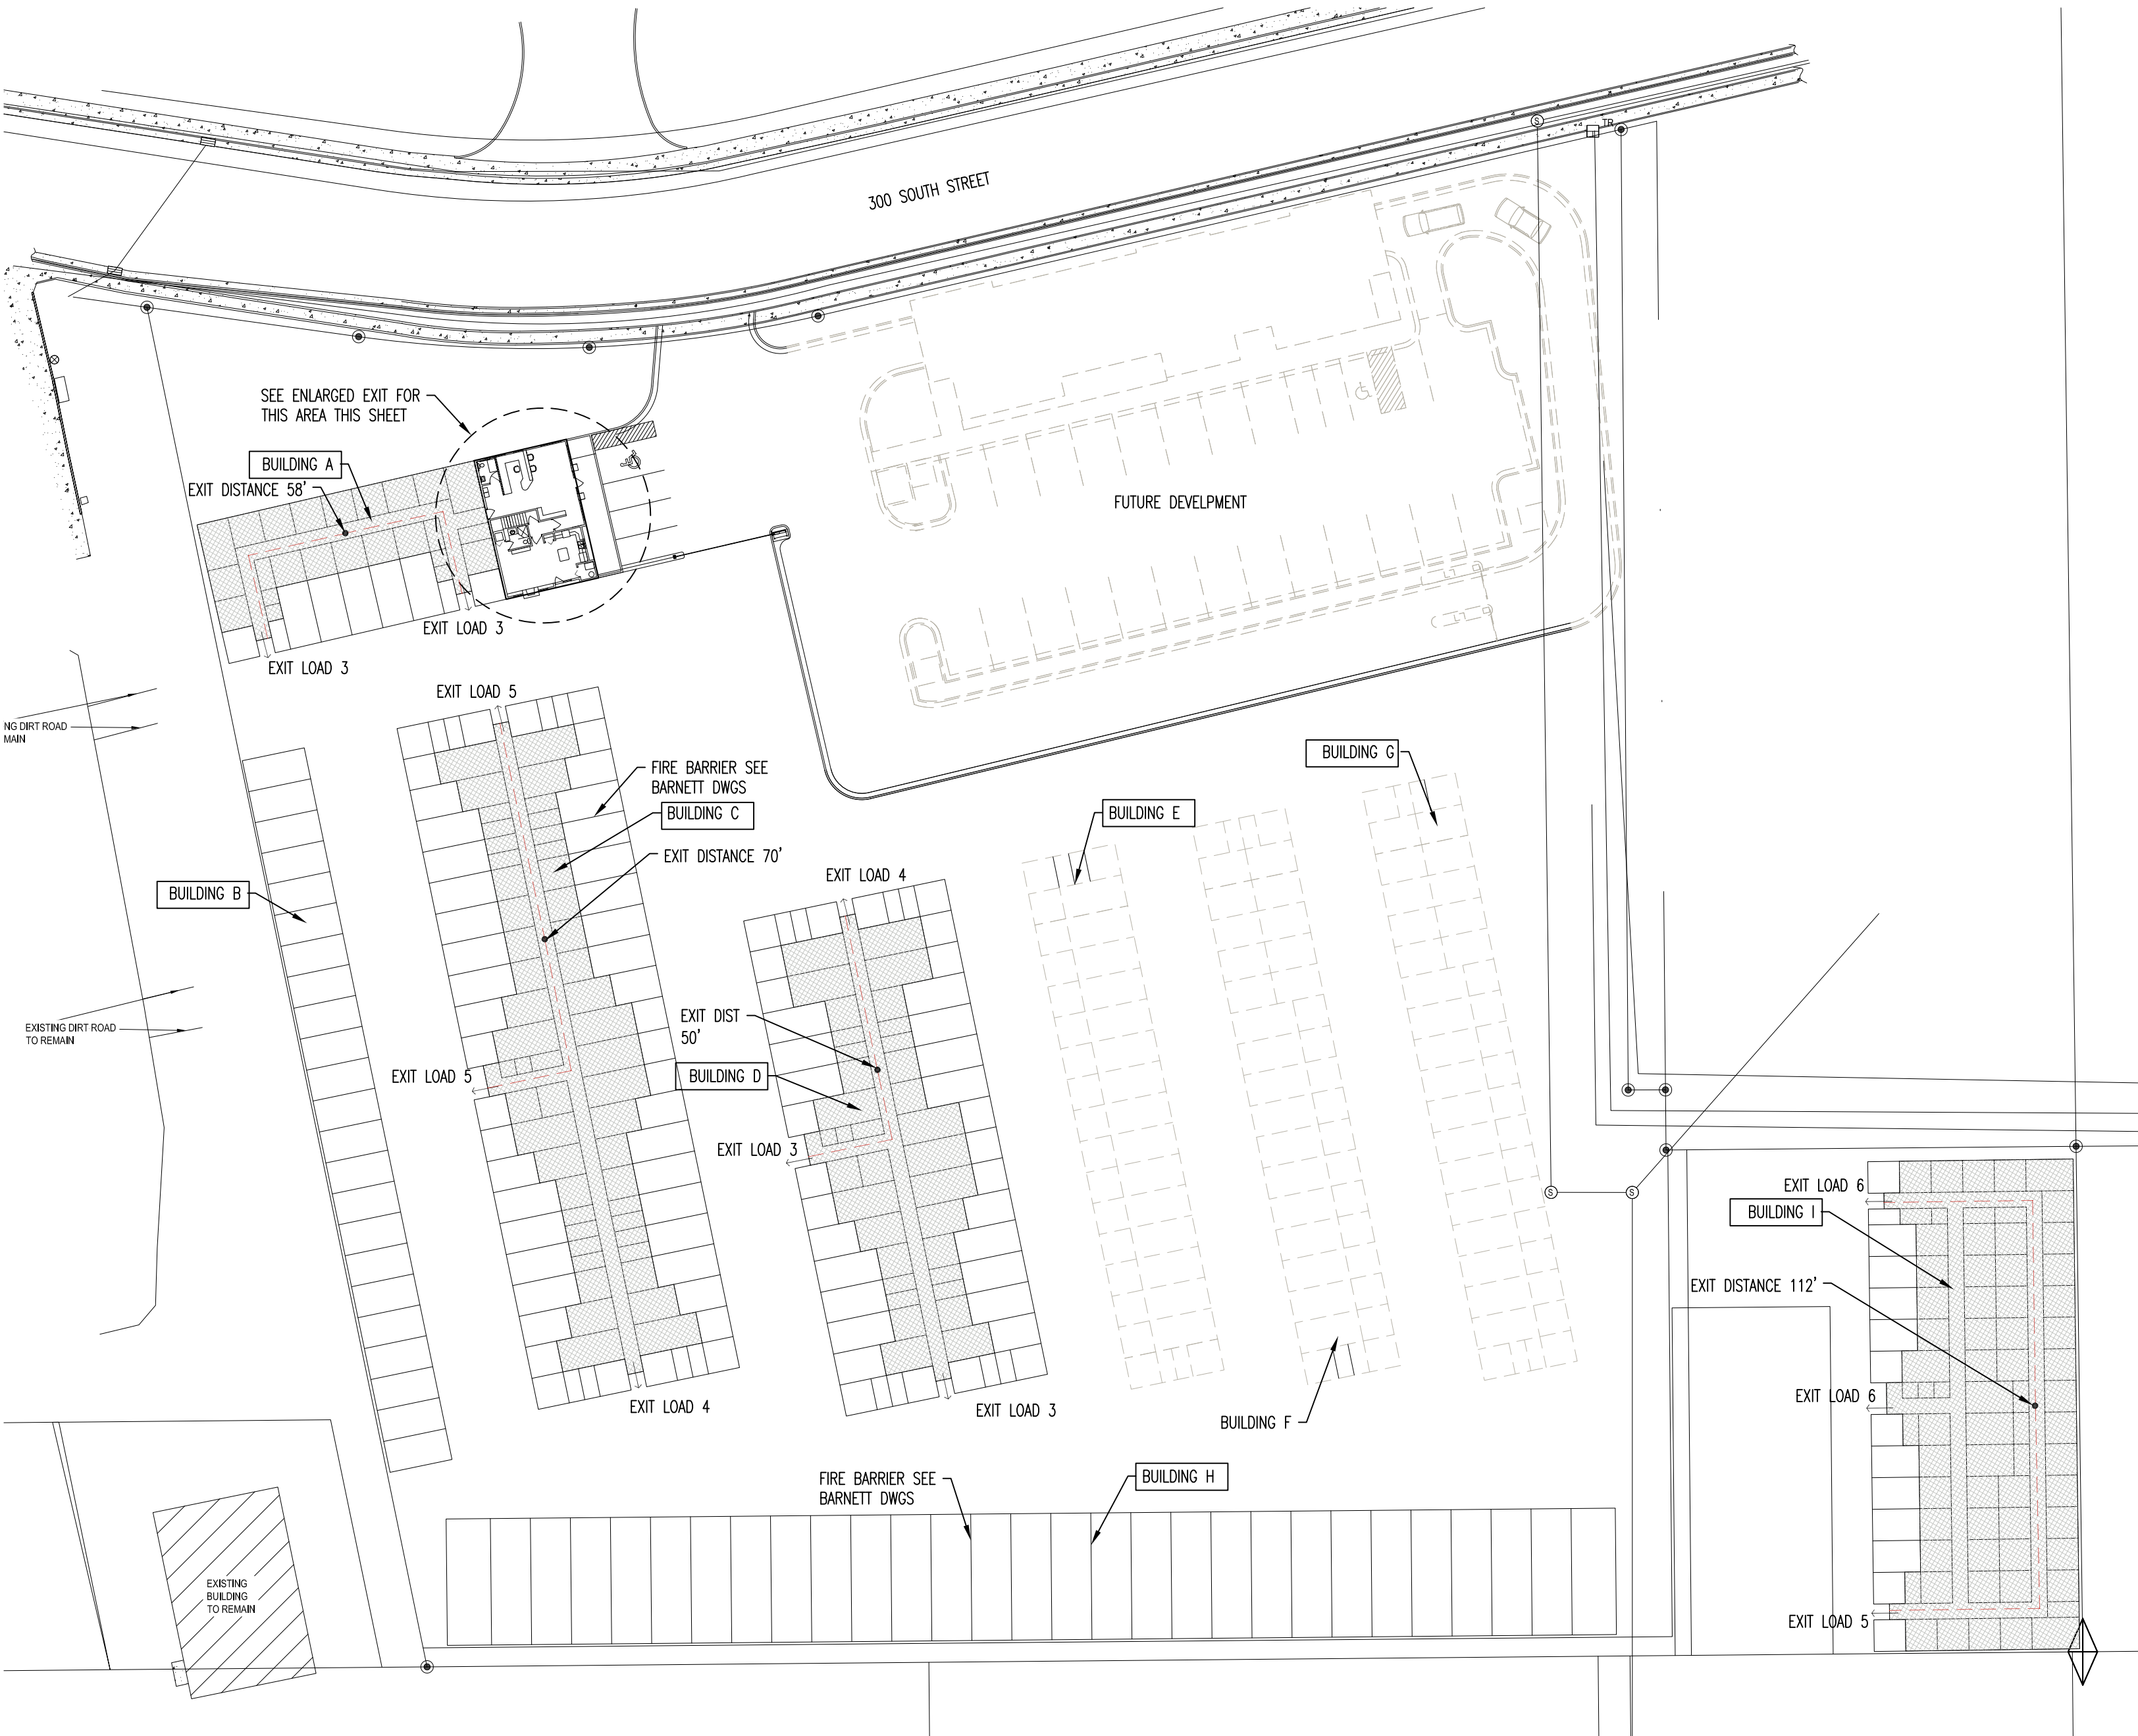 TR
300 SOUTH STREET
SEE ENLARGED EXIT FOR
THIS AREA THIS SHEET
BUILDING A
EXIT DISTANCE 58'
FUTURE DEVELPMENT
EXIT LOAD 3
EXIT LOAD 3
EXIT LOAD 5
NG DIRT ROAD
MAIN
FIRE BARRIER SEE
BARNETT DWGS
BUILDING C
EXIT DISTANCE 70'
BUILDING G
BUILDING E
BUILDING B
EXIT LOAD 4
EXIT DIST
50'
EXISTING DIRT ROAD
TO REMAIN
EXIT LOAD 5
BUILDING D
EXIT LOAD 3
S
S
S
EXIT LOAD 6
BUILDING I
EXIT DISTANCE 112'
EXIT LOAD 6
EXIT LOAD 4
EXIT LOAD 3
BUILDING F
FIRE BARRIER SEE
BARNETT DWGS
BUILDING H
EXISTING
BUILDING
TO REMAIN
EXIT LOAD 5